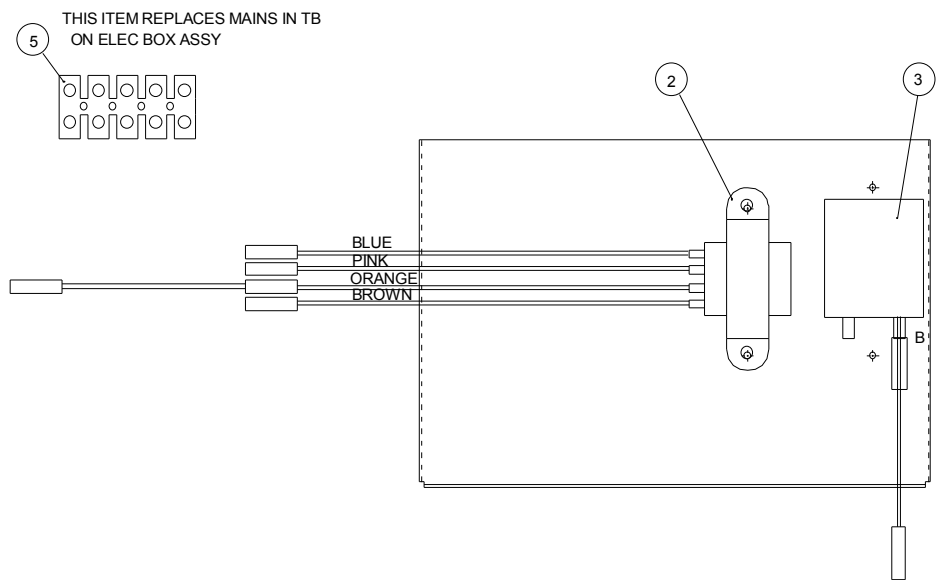 THIS ITEM REPLACES MAINS IN TB
ON ELEC BOX ASSY
5
2
3
BLUE
PINK
ORANGE
BROWN
B